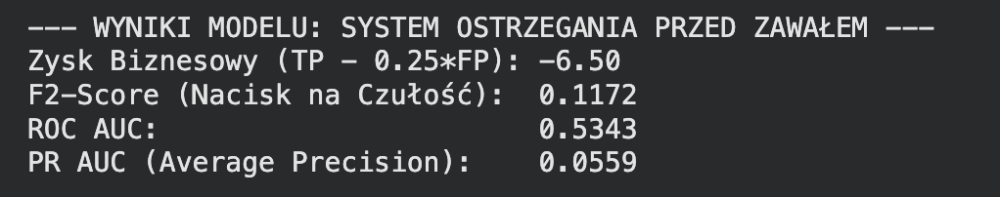 --- WYNIKI MODELU: SYSTEM OSTRZEGANIA PRZED ZAWAŁEM ---
Zysk Biznesowy (TP - 0.25*FP): -6.50
F2-Score (Nacisk na Czułość):  0.1172
ROC AUC:                       0.5343
PR AUC (Average Precision):    0.0559